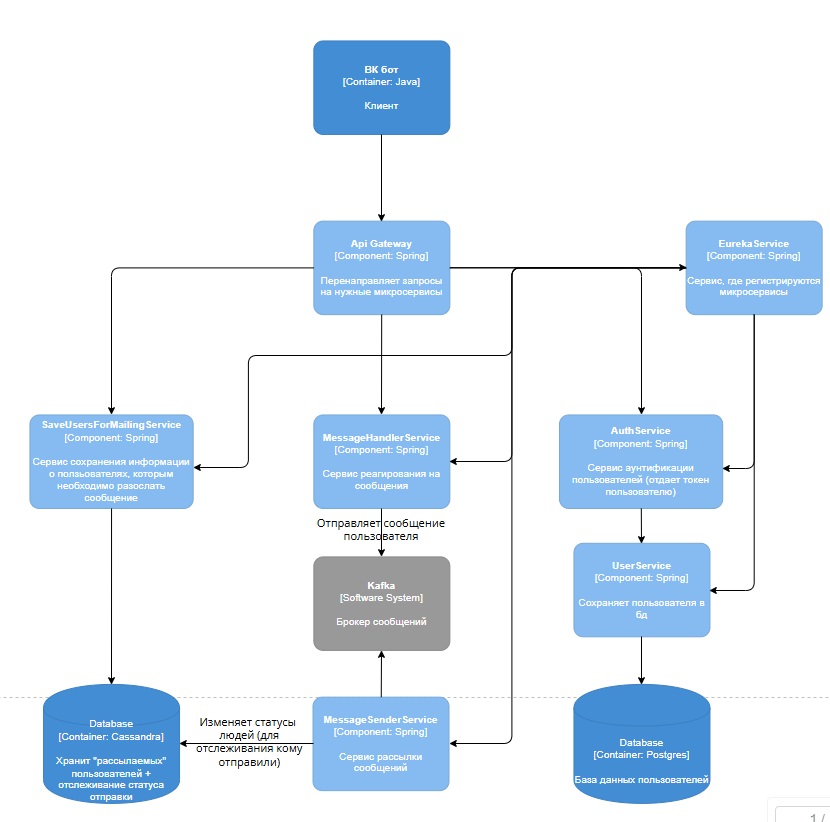 ВК бот
[Container: Java]
Клиент
Api Gateway
[Component: Spring]
Перенаправляет запросы
на нужные микросервисы
EurekaService
[Component: Spring]
Сервис, где регистрируются
микросервисы
SaveUsersForMailingService
[Component: Spring]
Сервис сохранения информации
о пользователях, которым
необходимо разослать
сообщение
MessageHandlerService
[Component: Spring]
Сервис реагирования на
сообщения
AuthService
[Component: Spring]
Сервис аунтификации
пользователей (отдает токен
пользователю)
Отправляет сообщение
пользователя
Kafka
[Software System]
Брокер сообщений
UserService
[Component: Spring]
Сохраняет пользователя в
бд
Database
[Container: Cassandra]
Хранит "рассылаемых"
пользователей +
отслеживание статуса
отправки
Изменяет статусы
людей (для
отслеживания кому
отправили)
MessageSenderService
[Component: Spring]
Сервис рассылки
сообщений
Database
[Container: Postgres]
База данных пользователей
1 /